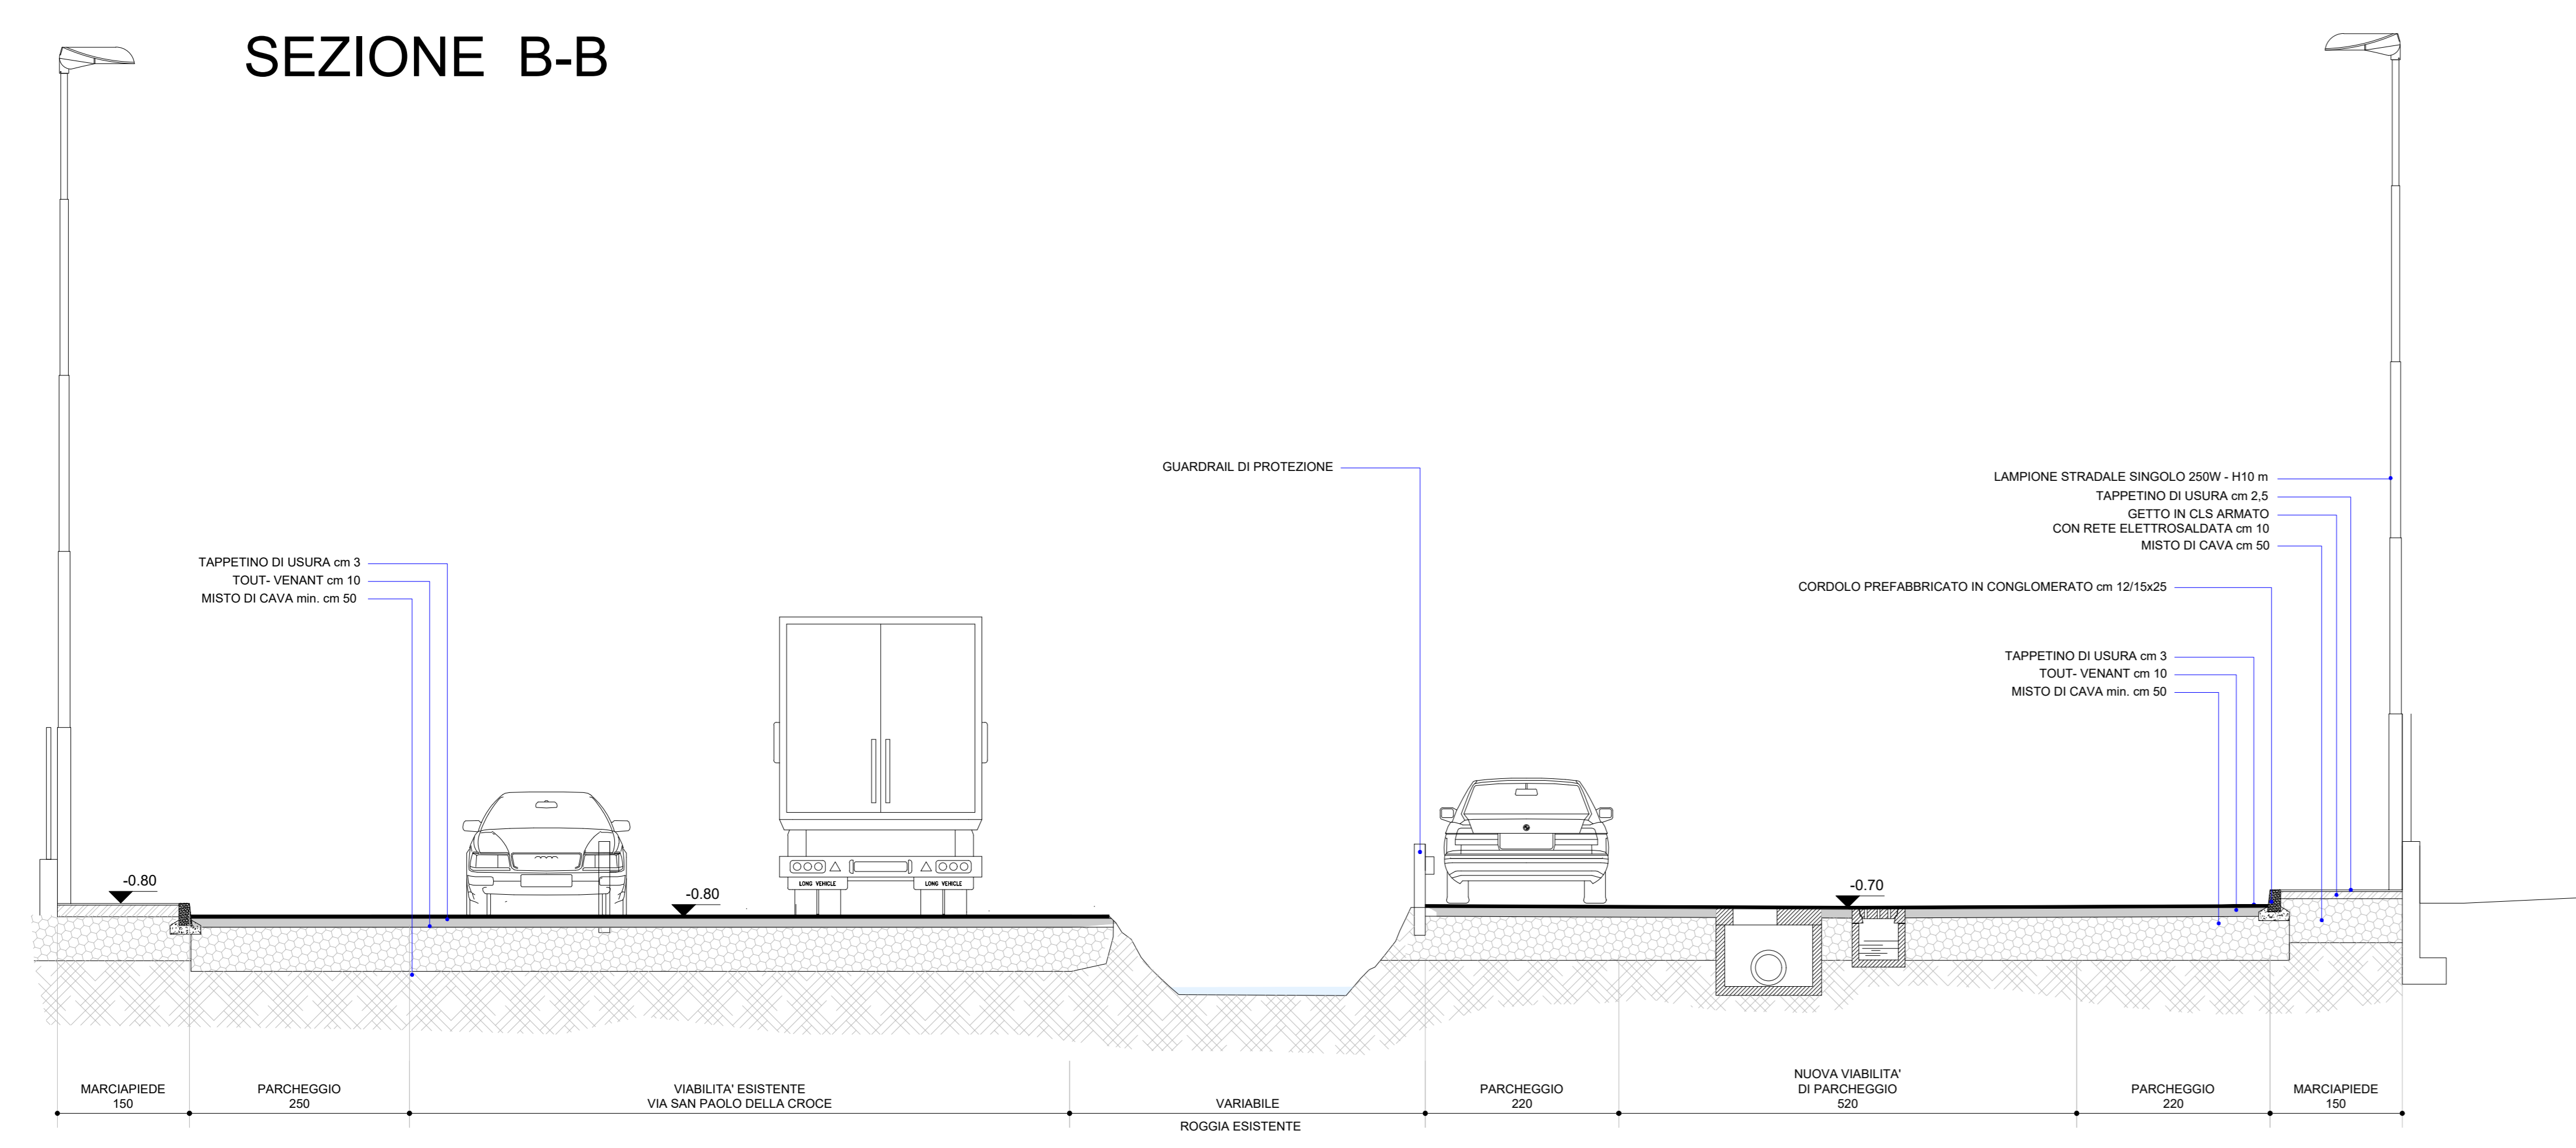 SEZIONE B-B
GUARDRAIL DI PROTEZIONE
LAMPIONE STRADALE SINGOLO 250W - H10 m
TAPPETINO DI USURA cm 2,5
GETTO IN CLS ARMATO
CON RETE ELETTROSALDATA cm 10
MISTO DI CAVA cm 50
TAPPETINO DI USURA cm 3
TOUT- VENANT cm 10
MISTO DI CAVA min. cm 50
CORDOLO PREFABBRICATO IN CONGLOMERATO cm 12/15x25
TAPPETINO DI USURA cm 3
TOUT- VENANT cm 10
MISTO DI CAVA min. cm 50
-0.80
LONG VEHICLE
LONG VEHICLE
-0.80
-0.70
MARCIAPIEDE
150
PARCHEGGIO
250
VIABILITA' ESISTENTE
VIA SAN PAOLO DELLA CROCE
VARIABILE
ROGGIA ESISTENTE
PARCHEGGIO
220
NUOVA VIABILITA'
DI PARCHEGGIO
520
PARCHEGGIO
220
MARCIAPIEDE
150